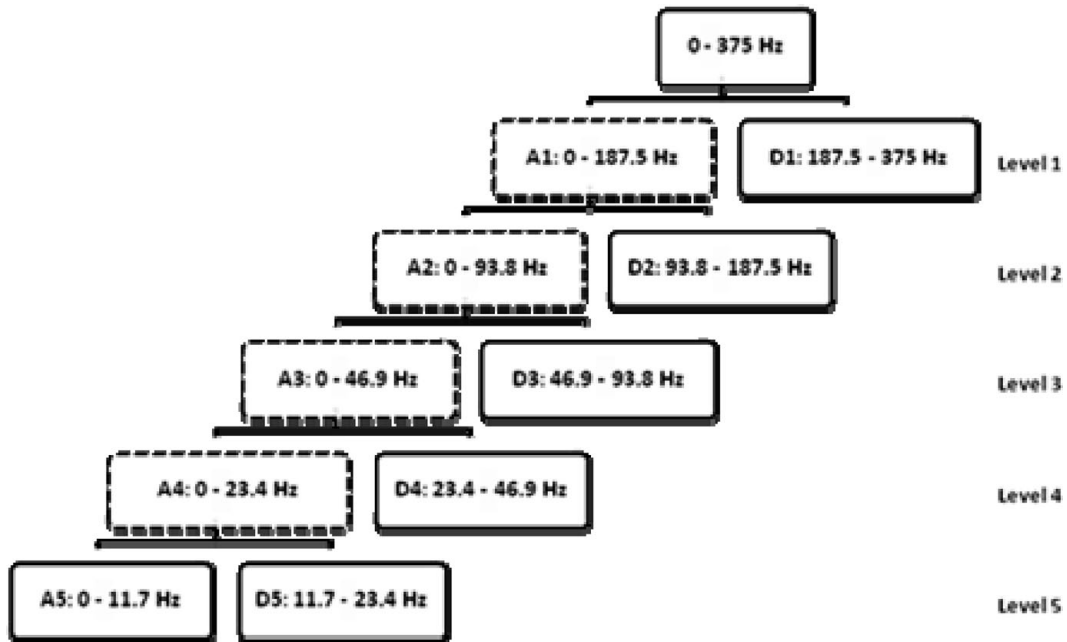 0 - 375 Hz
A1: 0 - 187.5 Hz
D1: 187.5 - 375 Hz
Level 1
A2: 0 - 93.8 Hz
D2: 93.8 - 187.5 Hz
Level 2
A3: 0 - 46.9 Hz
D3: 46.9 - 93.8 Hz
Level 3
A4: 0 - 23.4 Hz
D4: 23.4 - 46.9 Hz
Level 4
A5: 0 - 11.7 Hz
D5: 11.7 - 23.4 Hz
Level 5